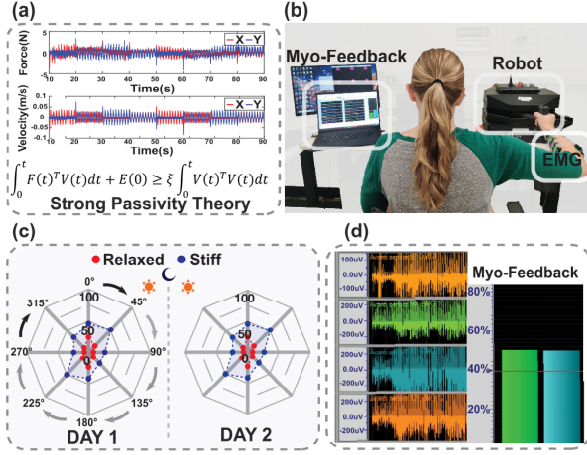 (a)
X Y
Force(N)
5
0
-5
10 20 30 40 50 60 70 80 90
Time(s)
X Y
Velocity(m/s)
0.1
0.05
0
-0.1
10 20 30 40 50 60 70 80 90
Time(s)
∫₀ᵗ F(t)ᵀV(t)dt + E(0) ≥ ξ ∫₀ᵗ V(t)ᵀV(t)dt
Strong Passivity Theory
(b)
Myo-Feedback
Robot
EMG
(c)
Relaxed Stiff
0°
45°
90°
135°
180°
225°
270°
315°
100
50
0
DAY 1
100
50
0
DAY 2
(d)
100uV
0.0uV
-100uV
200uV
0.0uV
-200uV
200uV
0.0uV
-200uV
200uV
0.0uV
-200uV
Myo-Feedback
80%
60%
40%
20%